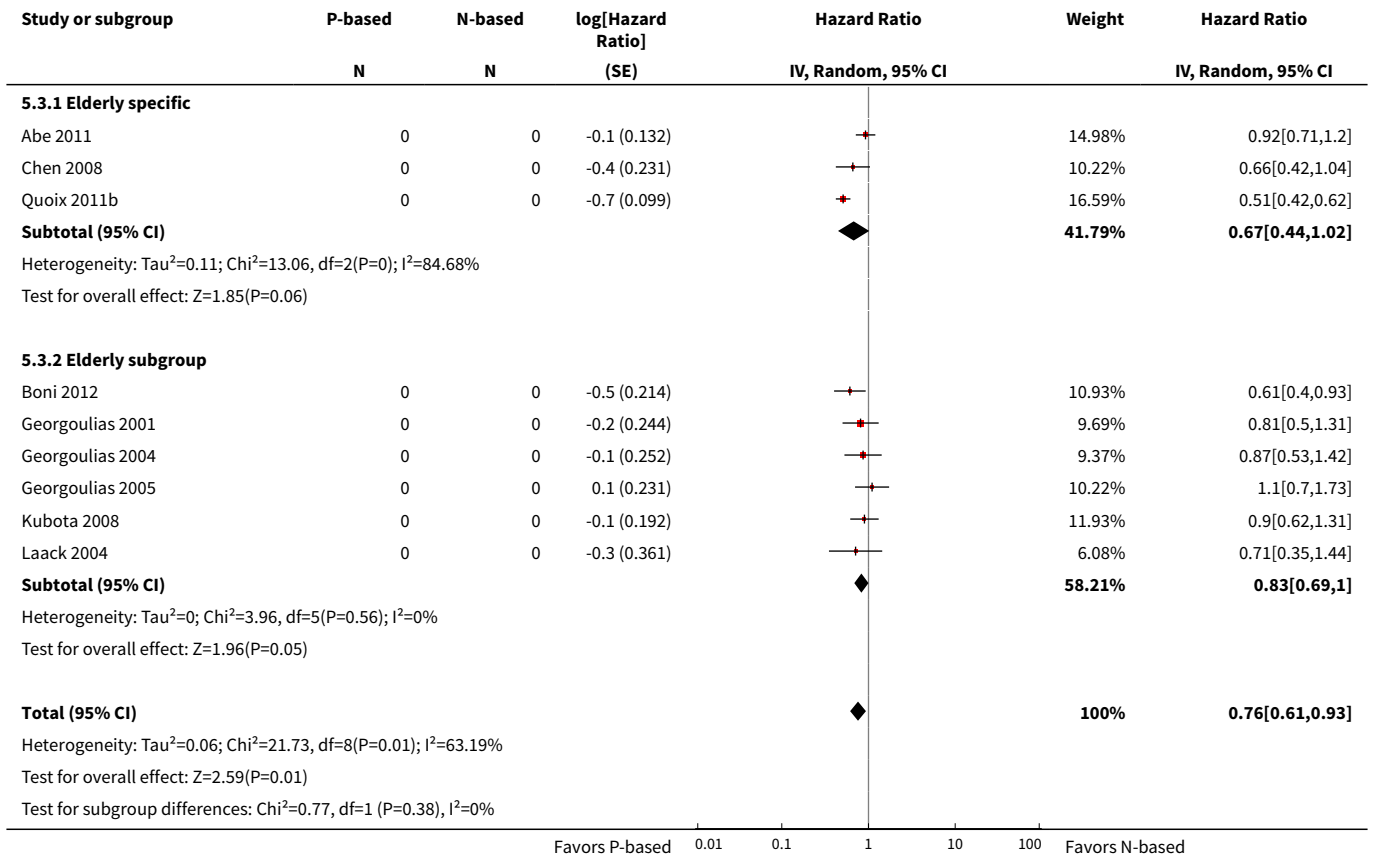 Study or subgroup P-based N-based log[Hazard Ratio] Hazard Ratio Weight Hazard Ratio
N N (SE) IV, Random, 95% CI IV, Random, 95% CI
5.3.1 Elderly specific
Abe 2011 0 0 -0.1 (0.132) 14.98% 0.92[0.71,1.2]
Chen 2008 0 0 -0.4 (0.231) 10.22% 0.66[0.42,1.04]
Quoix 2011b 0 0 -0.7 (0.099) 16.59% 0.51[0.42,0.62]
Subtotal (95% CI) 41.79% 0.67[0.44,1.02]
Heterogeneity: Tau²=0.11; Chi²=13.06, df=2(P=0); I²=84.68%
Test for overall effect: Z=1.85(P=0.06)
5.3.2 Elderly subgroup
Boni 2012 0 0 -0.5 (0.214) 10.93% 0.61[0.4,0.93]
Georgoulias 2001 0 0 -0.2 (0.244) 9.69% 0.81[0.5,1.31]
Georgoulias 2004 0 0 -0.1 (0.252) 9.37% 0.87[0.53,1.42]
Georgoulias 2005 0 0 0.1 (0.231) 10.22% 1.1[0.7,1.73]
Kubota 2008 0 0 -0.1 (0.192) 11.93% 0.9[0.62,1.31]
Laack 2004 0 0 -0.3 (0.361) 6.08% 0.71[0.35,1.44]
Subtotal (95% CI) 58.21% 0.83[0.69,1]
Heterogeneity: Tau²=0; Chi²=3.96, df=5(P=0.56); I²=0%
Test for overall effect: Z=1.96(P=0.05)
Total (95% CI) 100% 0.76[0.61,0.93]
Heterogeneity: Tau²=0.06; Chi²=21.73, df=8(P=0.01); I²=63.19%
Test for overall effect: Z=2.59(P=0.01)
Test for subgroup differences: Chi²=0.77, df=1 (P=0.38), I²=0%
Favors P-based 0.01 0.1 1 10 100 Favors N-based